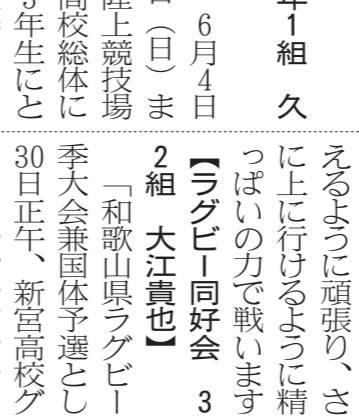 年1組 久
6月4日
(日)ま
陸上競技場
高校総体に
年生にと
えるように頑張り、さ
に上に行けるように精
っぱいの力で戦います
【ラグビー同好会 3
2組 大江貴也】
「和歌山県ラグビー
季大会兼国体予選とし
30日正午、新宮高校グ